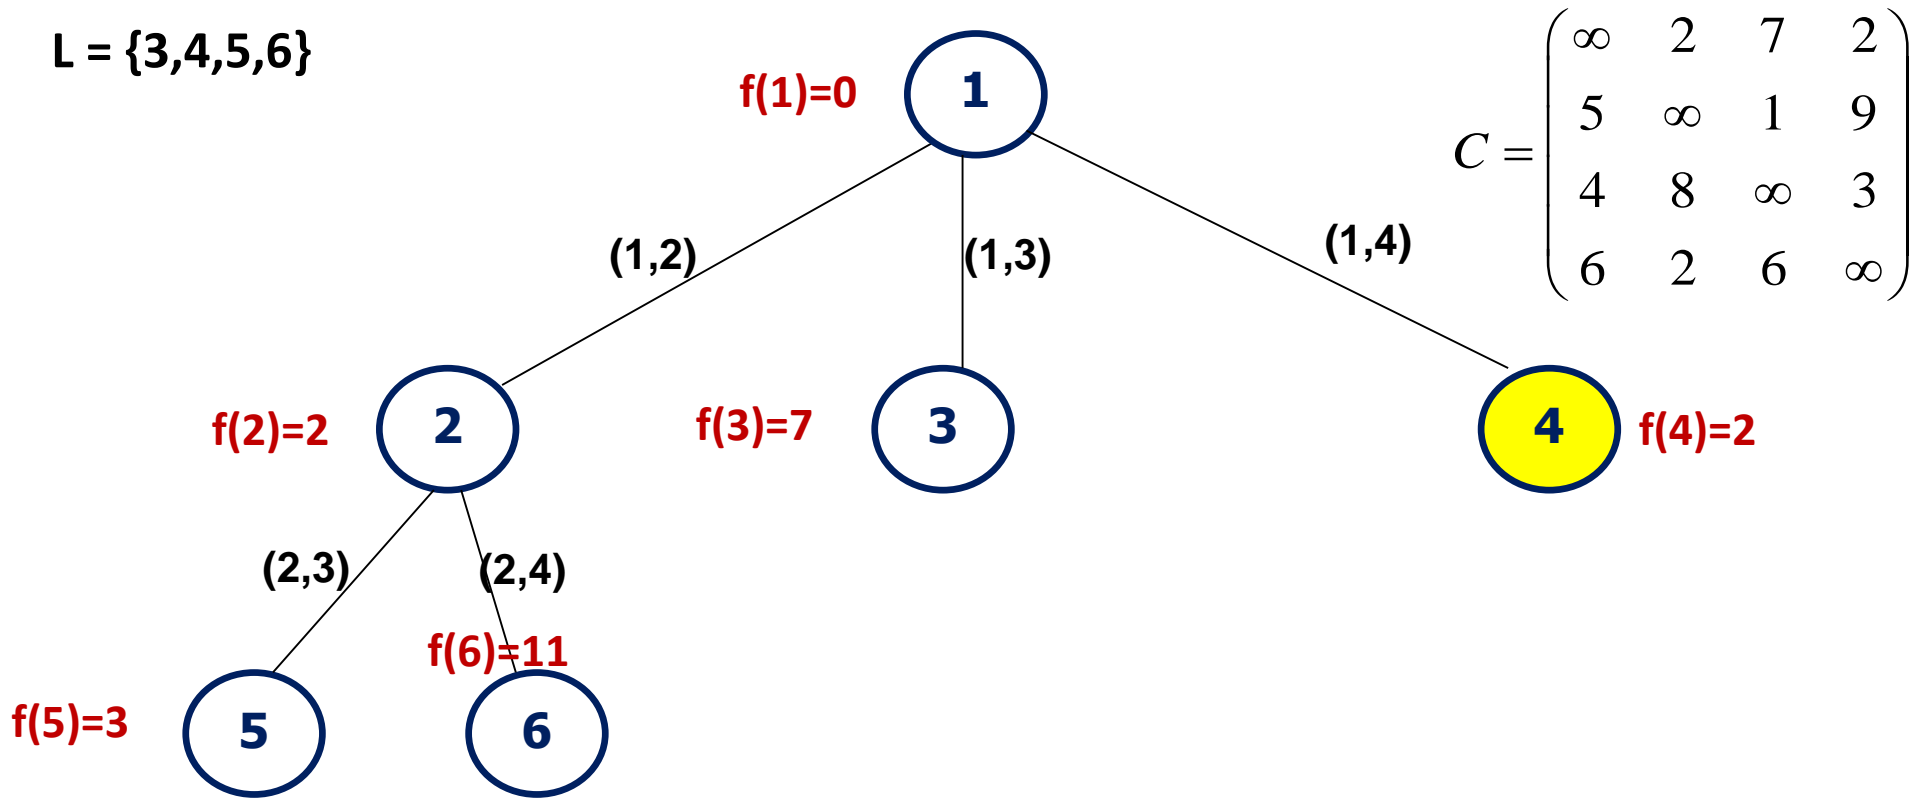 L = {3,4,5,6}
f(1)=0
1
C = ( ∞ 2 7 2
5 ∞ 1 9
4 8 ∞ 3
6 2 6 ∞ )
(1,2)
(1,3)
(1,4)
f(2)=2
2
f(3)=7
3
4
f(4)=2
(2,3)
(2,4)
f(6)=11
f(5)=3
5
6